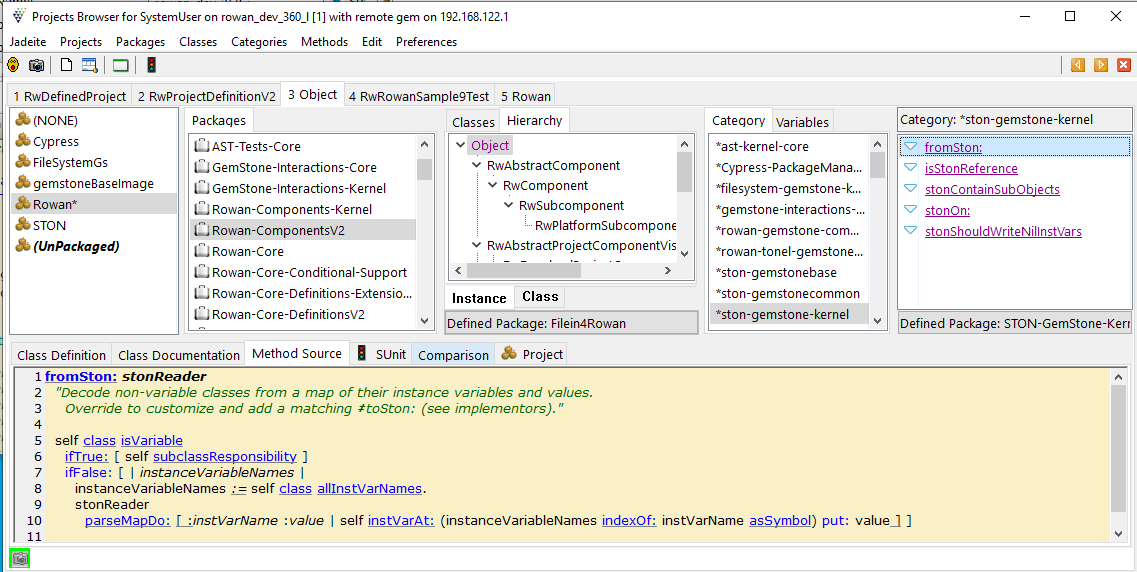 Projects Browser for SystemUser on rowan_dev_360_l [1] with remote gem on 192.168.122.1
Jadeite Projects Packages Classes Categories Methods Edit Preferences
1 RwDefinedProject
2 RwProjectDefinitionV2
3 Object
4 RwRowanSample9Test
5 Rowan
(NONE)
Cypress
FileSystemGs
gemstoneBaseImage
Rowan*
STON
(UnPackaged)
Packages
AST-Tests-Core
GemStone-Interactions-Core
GemStone-Interactions-Kernel
Rowan-Components-Kernel
Rowan-ComponentsV2
Rowan-Core
Rowan-Core-Conditional-Support
Rowan-Core-Definitions-Extensio...
Rowan-Core-DefinitionsV2
Classes Hierarchy
Object
RwAbstractComponent
RwComponent
RwSubcomponent
RwPlatformSubcompone
RwAbstractProjectComponentVis
Instance Class
Defined Package: Filein4Rowan
Category Variables
*ast-kernel-core
*Cypress-PackageMana...
*filesystem-gemstone-k...
*gemstone-interactions-...
*rowan-gemstone-com...
*rowan-tonel-gemstone...
*ston-gemstonebase
*ston-gemstonecommon
*ston-gemstone-kernel
Category: *ston-gemstone-kernel
fromSton:
isStonReference
stonContainSubObjects
stonOn:
stonShouldWriteNilInstVars
Defined Package: STON-GemStone-Kerr
Class Definition Class Documentation Method Source SUnit Comparison Project
1 fromSton: stonReader
2 "Decode non-variable classes from a map of their instance variables and values.
3 Override to customize and add a matching #toSton: (see implementors)."
4
5 self class isVariable
6 ifTrue: [ self subclassResponsibility ]
7 ifFalse: [ | instanceVariableNames |
8 instanceVariableNames := self class allInstVarNames.
9 stonReader
10 parseMapDo: [ :instVarName :value | self instVarAt: (instanceVariableNames indexOf: instVarName asSymbol) put: value ] ]
11